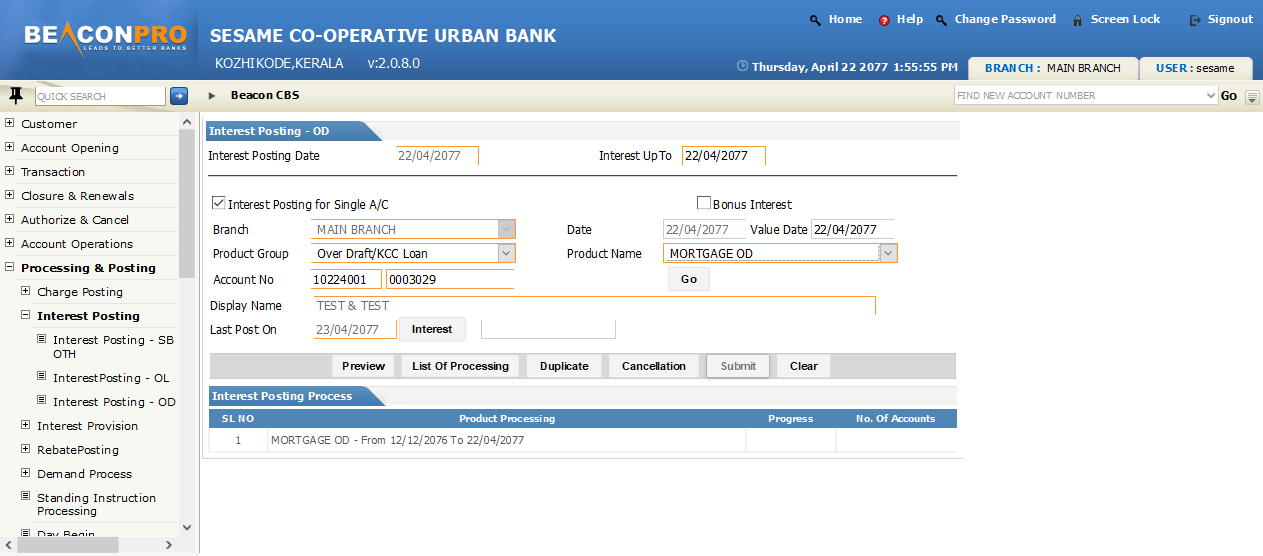 BEACONPRO
LEADS TO BETTER BANKS
SESAME CO-OPERATIVE URBAN BANK
KOZHIKODE,KERALA v:2.0.8.0
Home Help Change Password Screen Lock Signout
Thursday, April 22 2077 1:55:55 PM BRANCH : MAIN BRANCH USER : sesame
QUICK SEARCH Beacon CBS FIND NEW ACCOUNT NUMBER Go
Customer
Account Opening
Transaction
Closure & Renewals
Authorize & Cancel
Account Operations
Processing & Posting
Charge Posting
Interest Posting
Interest Posting - SB
OTH
InterestPosting - OL
Interest Posting - OD
Interest Provision
RebatePosting
Demand Process
Standing Instruction
Processing
Day Begin
Interest Posting - OD
Interest Posting Date 22/04/2077 Interest UpTo 22/04/2077
Interest Posting for Single A/C Bonus Interest
Branch MAIN BRANCH Date 22/04/2077 Value Date 22/04/2077
Product Group Over Draft/KCC Loan Product Name MORTGAGE OD
Account No 10224001 0003029 Go
Display Name TEST & TEST
Last Post On 23/04/2077 Interest
Preview List Of Processing Duplicate Cancellation Submit Clear
Interest Posting Process
SL NO Product Processing Progress No. Of Accounts
1 MORTGAGE OD - From 12/12/2076 To 22/04/2077